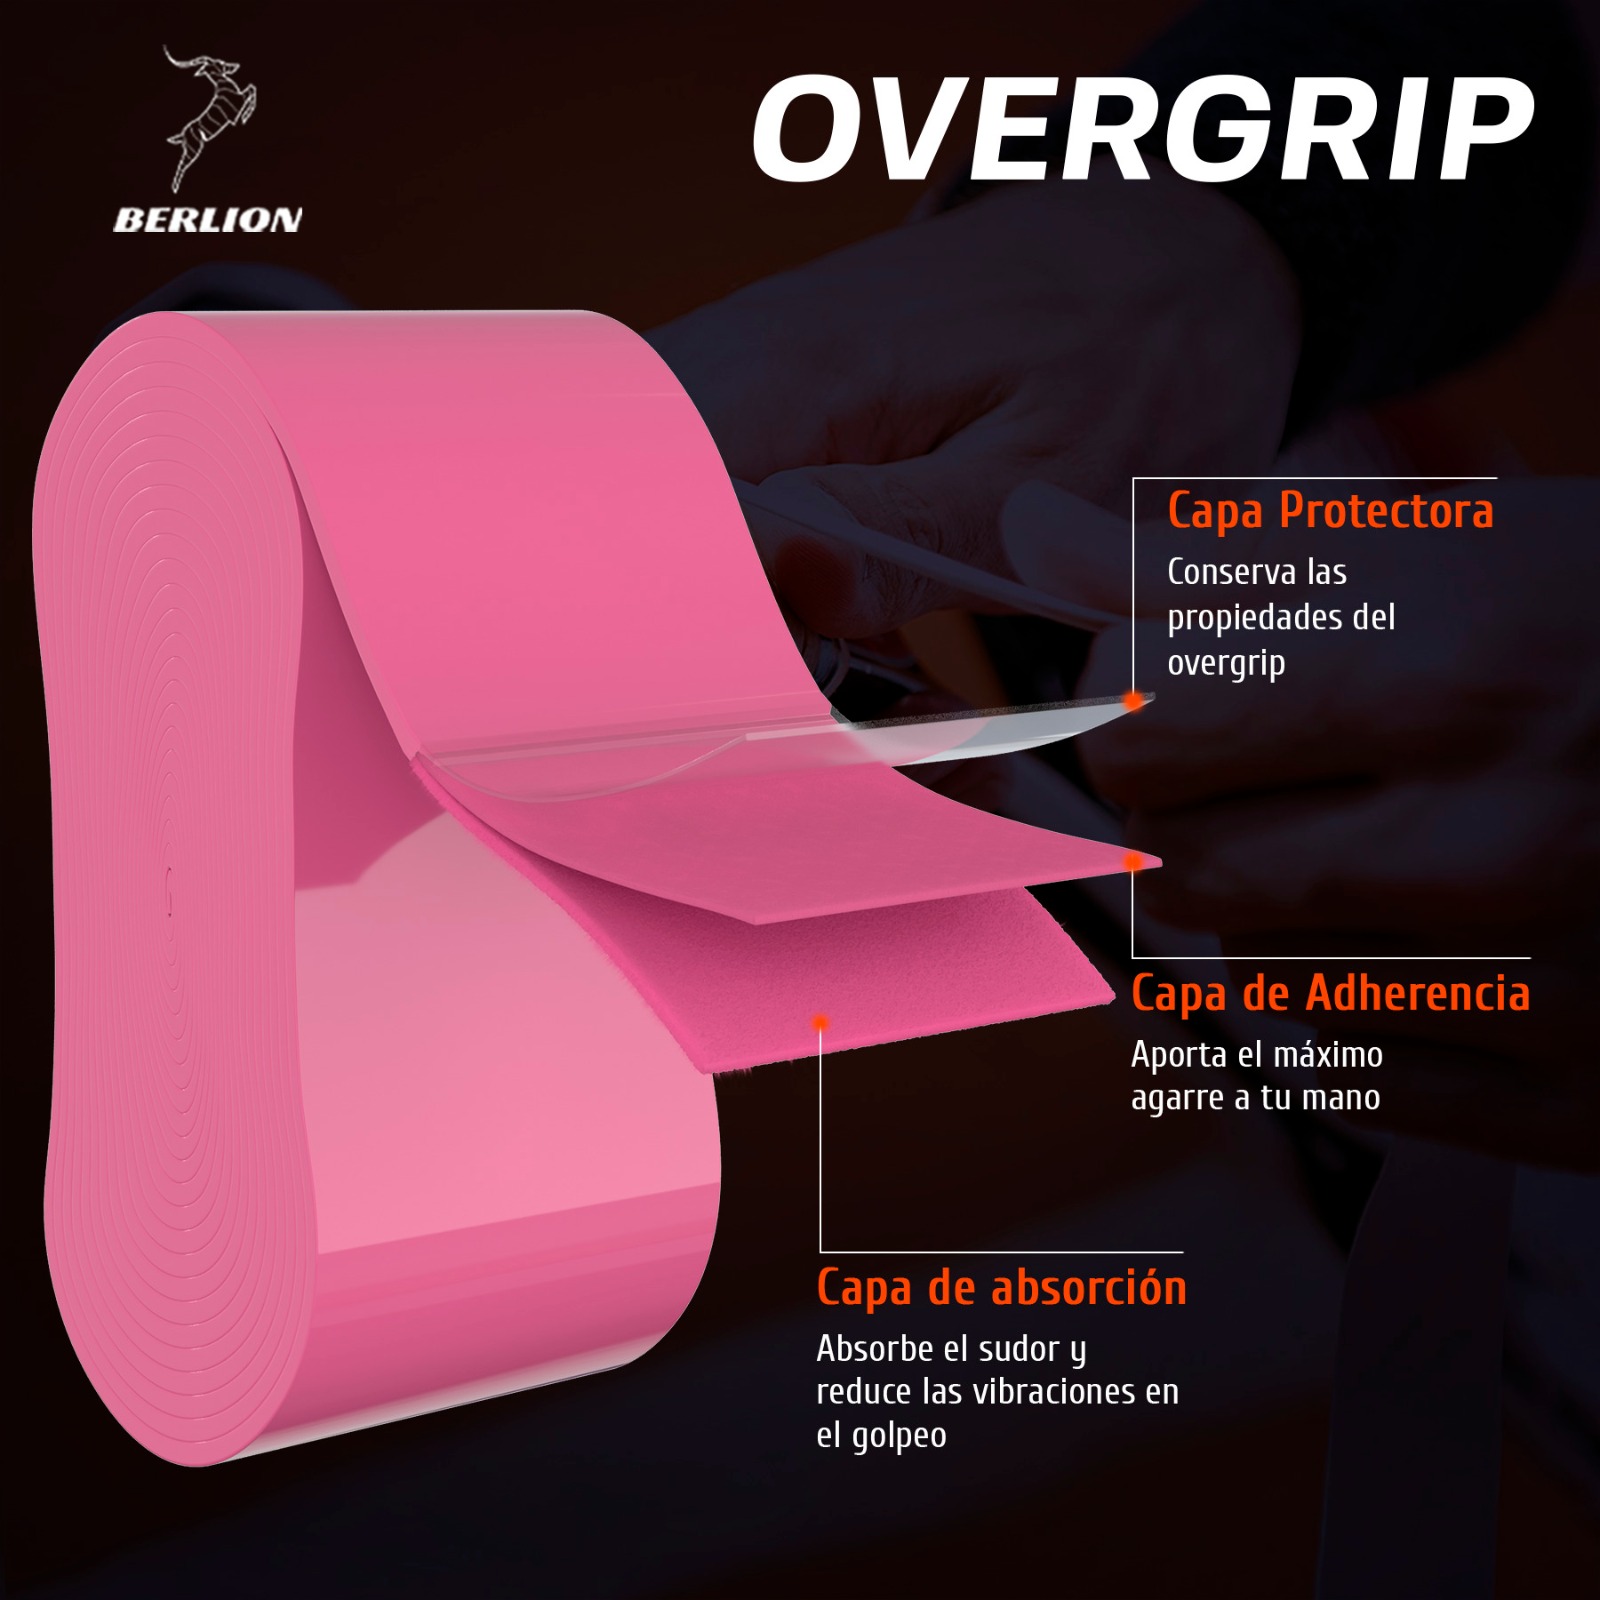 BERLION
OVERGRIP
Capa Protectora
Conserva las
propiedades del
overgrip
Capa de Adherencia
Aporta el máximo
agarre a tu mano
Capa de absorción
Absorbe el sudor y
reduce las vibraciones en
el golpeo